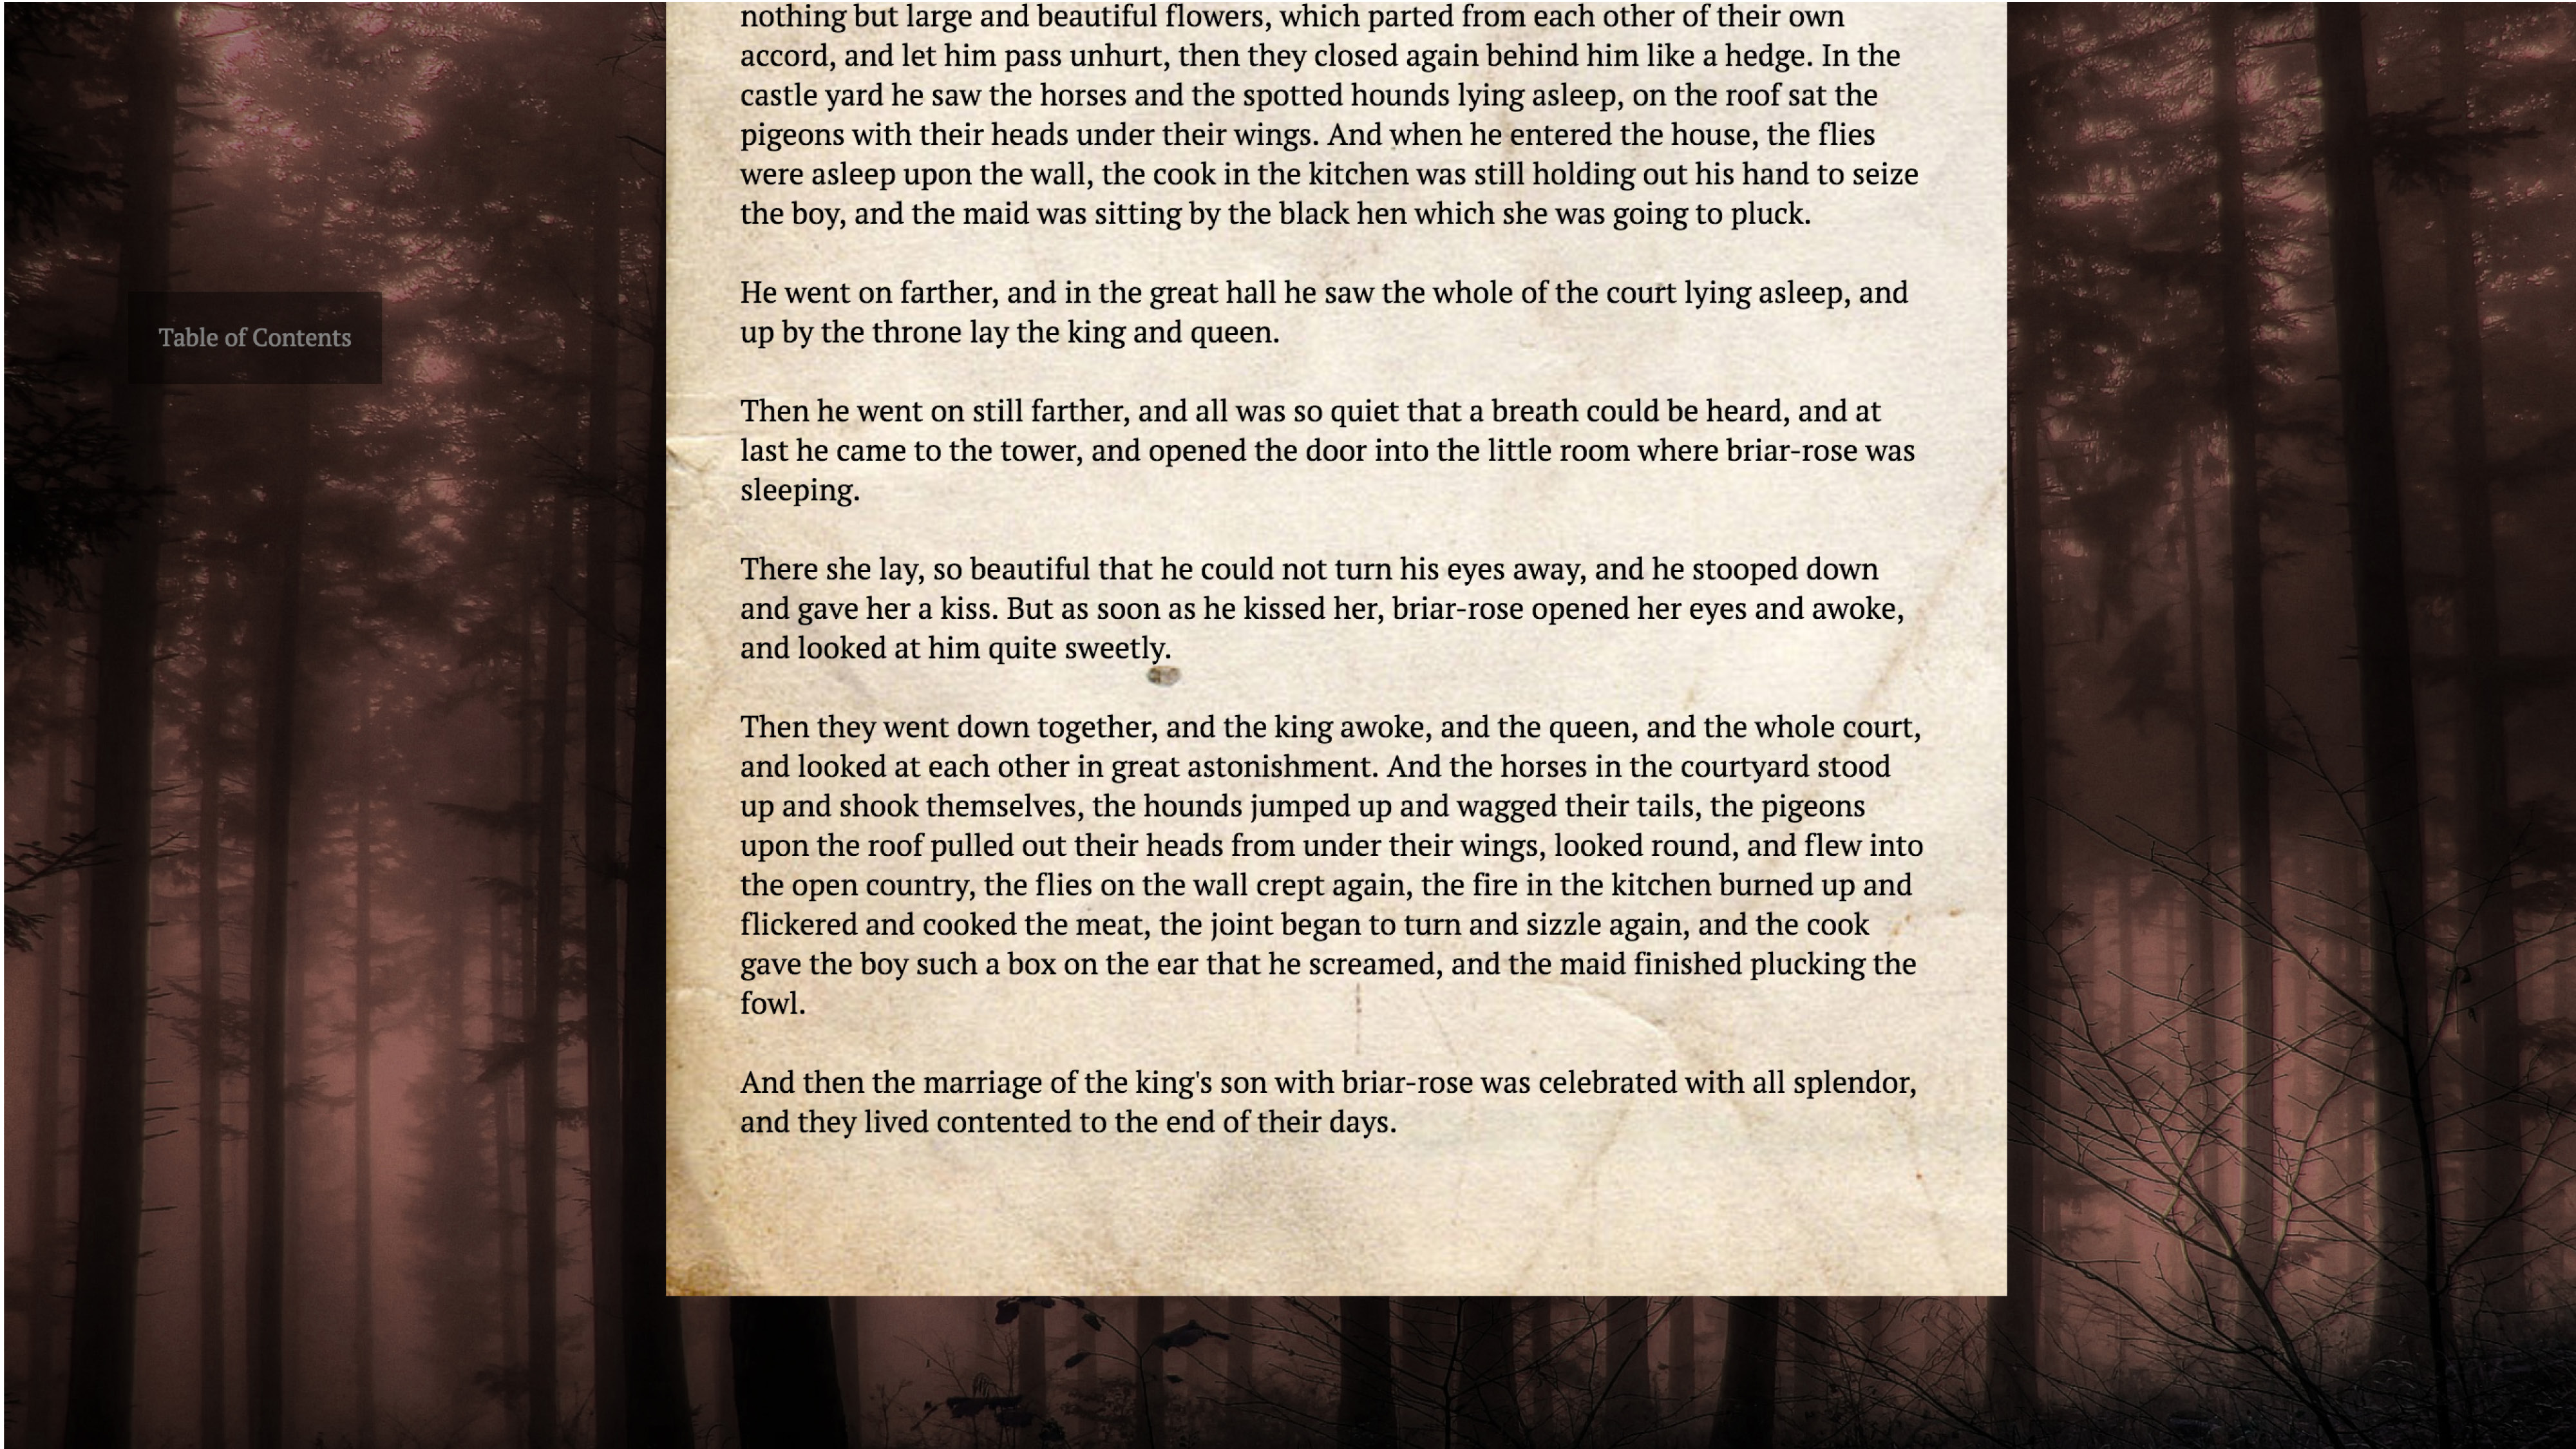 nothing but large and beautiful flowers, which parted from each other of their own
accord, and let him pass unhurt, then they closed again behind him like a hedge. In the
castle yard he saw the horses and the spotted hounds lying asleep, on the roof sat the
pigeons with their heads under their wings. And when he entered the house, the flies
were asleep upon the wall, the cook in the kitchen was still holding out his hand to seize
the boy, and the maid was sitting by the black hen which she was going to pluck.
He went on farther, and in the great hall he saw the whole of the court lying asleep, and
up by the throne lay the king and queen.
Table of Contents
Then he went on still farther, and all was so quiet that a breath could be heard, and at
last he came to the tower, and opened the door into the little room where briar-rose was
sleeping.
There she lay, so beautiful that he could not turn his eyes away, and he stooped down
and gave her a kiss. But as soon as he kissed her, briar-rose opened her eyes and awoke,
and looked at him quite sweetly.
Then they went down together, and the king awoke, and the queen, and the whole court,
and looked at each other in great astonishment. And the horses in the courtyard stood
up and shook themselves, the hounds jumped up and wagged their tails, the pigeons
upon the roof pulled out their heads from under their wings, looked round, and flew into
the open country, the flies on the wall crept again, the fire in the kitchen burned up and
flickered and cooked the meat, the joint began to turn and sizzle again, and the cook
gave the boy such a box on the ear that he screamed, and the maid finished plucking the
fowl.
And then the marriage of the king's son with briar-rose was celebrated with all splendor,
and they lived contented to the end of their days.